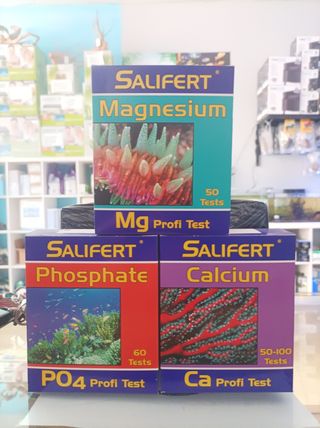 SALIFERT®
Magnesium
50
Tests
Mg Profi Test
SALIFERT®
Phosphate
60
Tests
PO4 Profi Test
SALIFERT®
Calcium
50-100
Tests
Ca Profi Test